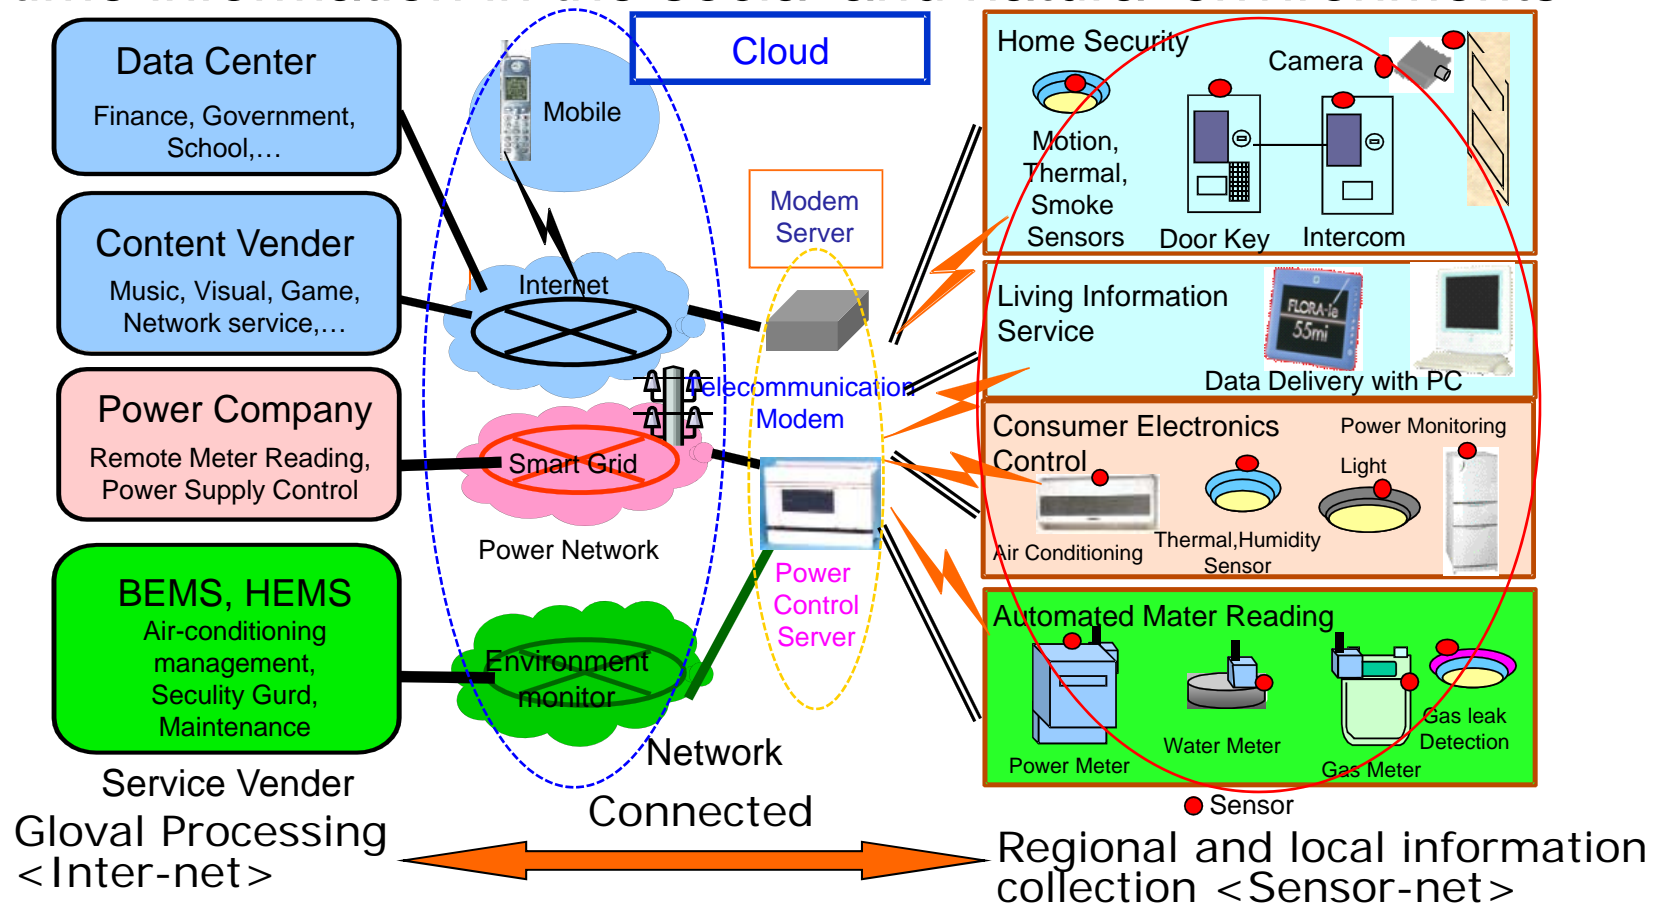 Data Center
Finance, Government,
School,…
Content Vender
Music, Visual, Game,
Network service,…
Power Company
Remote Meter Reading,
Power Supply Control
BEMS, HEMS
Air-conditioning
management,
Seculity Gurd,
Maintenance
Service Vender
Gloval Processing
<Inter-net>
Cloud
Mobile
Internet
Smart Grid
Power Network
Environment
monitor
Network
Connected
Modem
Server
Telecommunication
Modem
Power
Control
Server
Home Security
Camera
Motion,
Thermal,
Smoke
Sensors
Door Key
Intercom
Living Information
Service
FLORA-ie
55mi
Data Delivery with PC
Consumer Electronics
Control
Power Monitoring
Light
Air Conditioning
Thermal,Humidity
Sensor
Automated Mater Reading
Power Meter
Water Meter
Gas Meter
Gas leak
Detection
Sensor
Regional and local information
collection <Sensor-net>